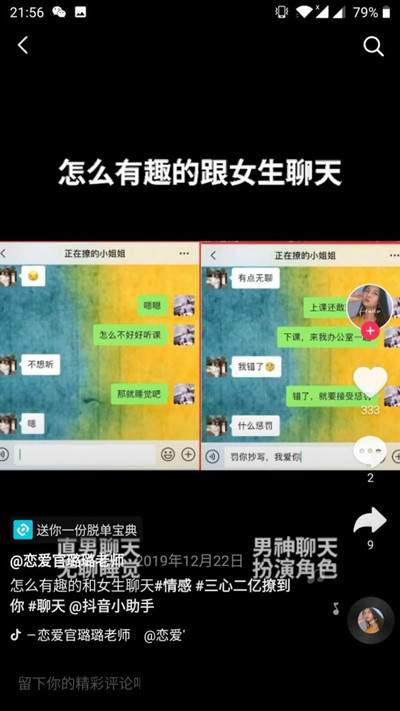 21:56
79%
怎么有趣的跟女生聊天
正在撩的小姐姐
嗯嗯
怎么不好好听课
不想听
那就睡觉吧
嗯
正在撩的小姐姐
有点无聊
上课还敢
下课，来我办公室一
我错了
错了，就要接受惩罚
什么惩罚
罚你抄写，我爱你
333
2
9
送你一份脱单宝典
直男聊天
无聊睡觉
男神聊天
扮演角色
@恋爱官璐璐老师 · 2019年12月22日
怎么有趣的和女生聊天#情感 #三心二亿撩到
你 #聊天 @抖音小助手
－恋爱官璐璐老师 @恋爱'
留下你的精彩评论吧